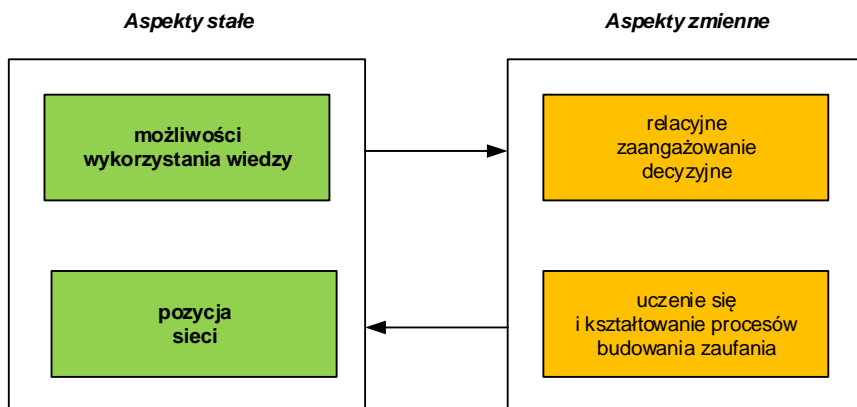 Aspekty stałe
Aspekty zmienne
możliwości
wykorzystania wiedzy
relacyjne
zaangażowanie
decyzyjne
pozycja
sieci
uczenie się
i kształtowanie procesów
budowania zaufania